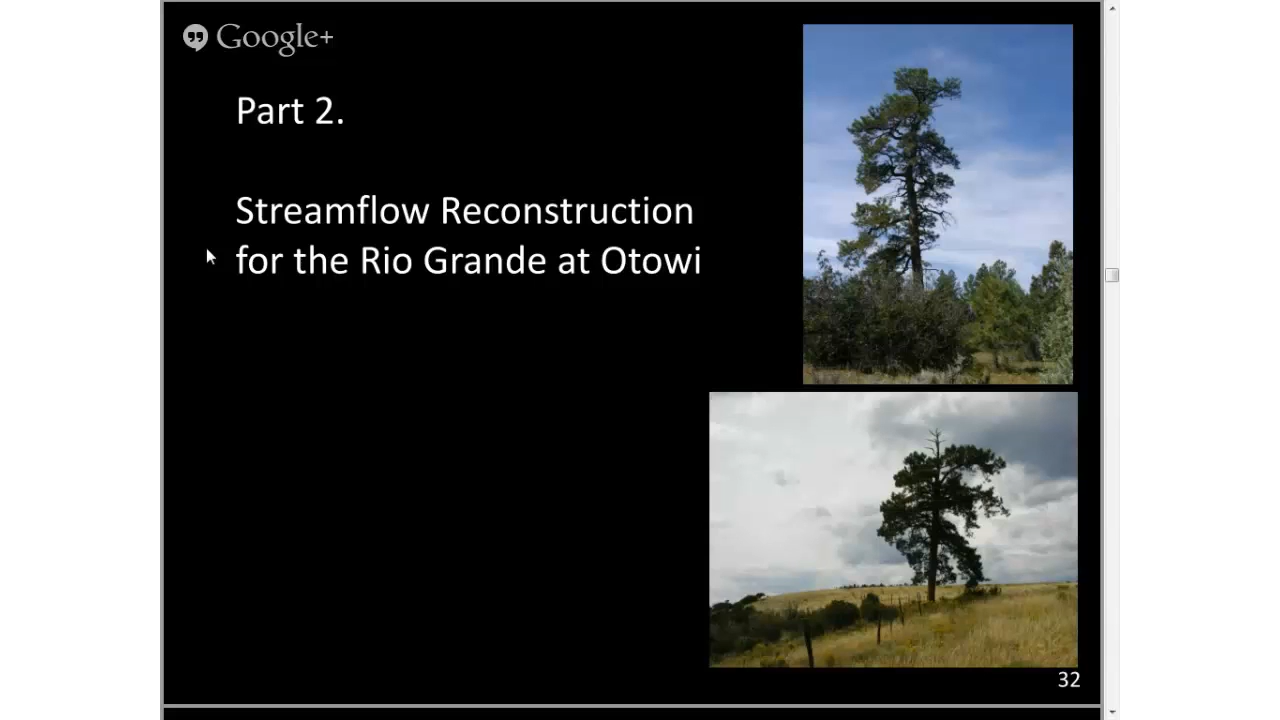 Google+
Part 2.
Streamflow Reconstruction
for the Rio Grande at Otowi
32